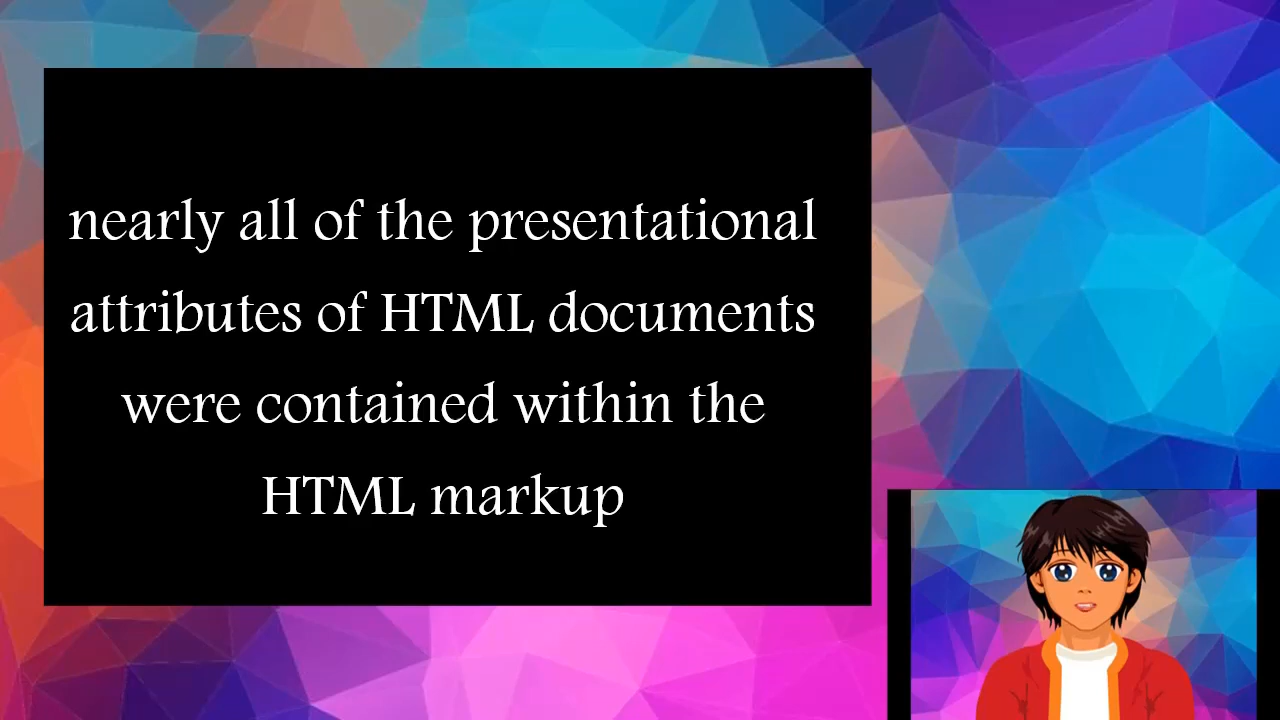 nearly all of the presentational
attributes of HTML documents
were contained within the
HTML markup